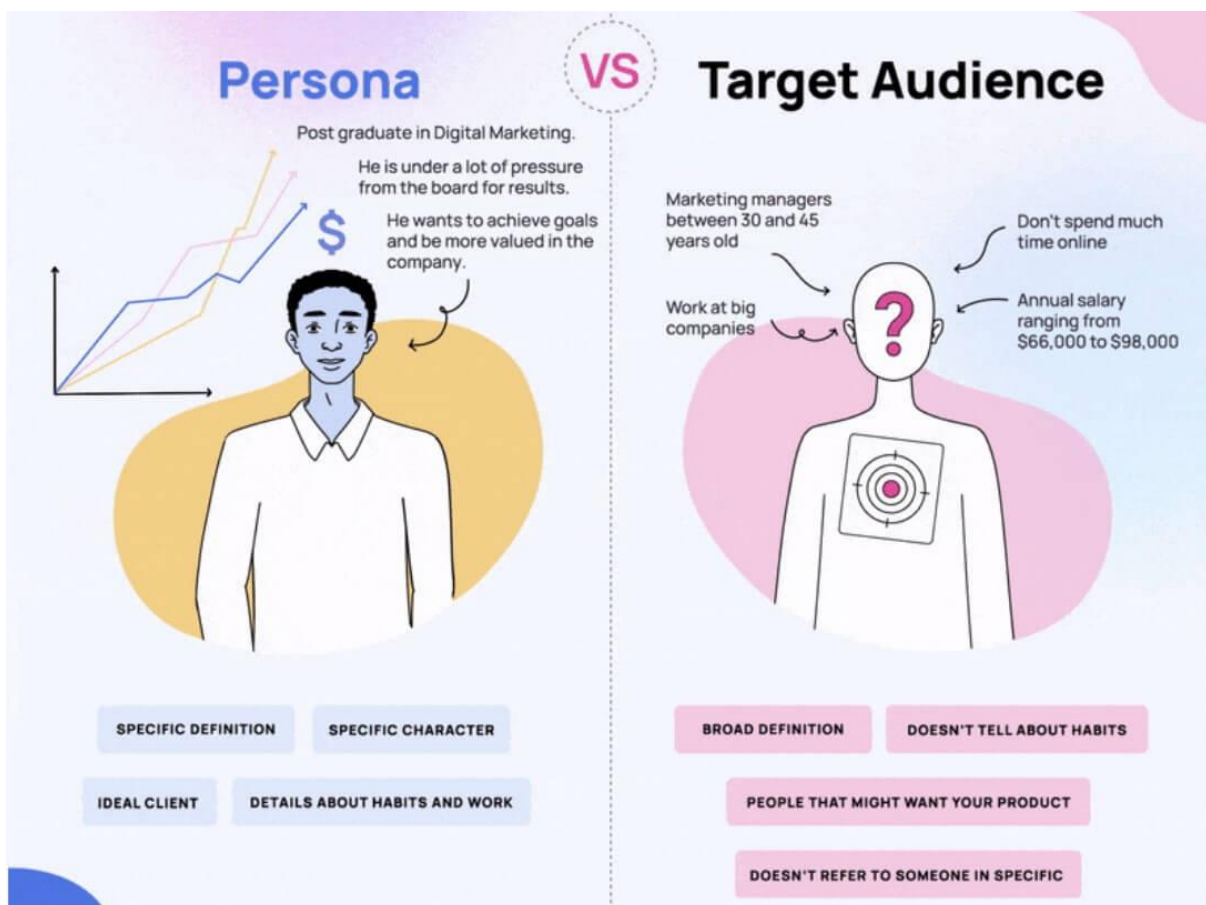 Persona
VS
Target Audience
Post graduate in Digital Marketing.
He is under a lot of pressure
from the board for results.
$
He wants to achieve goals
and be more valued in the
company.
Marketing managers
between 30 and 45
years old
Work at big
companies
Don't spend much
time online
Annual salary
ranging from
$66,000 to $98,000
?
SPECIFIC DEFINITION
SPECIFIC CHARACTER
IDEAL CLIENT
DETAILS ABOUT HABITS AND WORK
BROAD DEFINITION
DOESN'T TELL ABOUT HABITS
PEOPLE THAT MIGHT WANT YOUR PRODUCT
DOESN'T REFER TO SOMEONE IN SPECIFIC